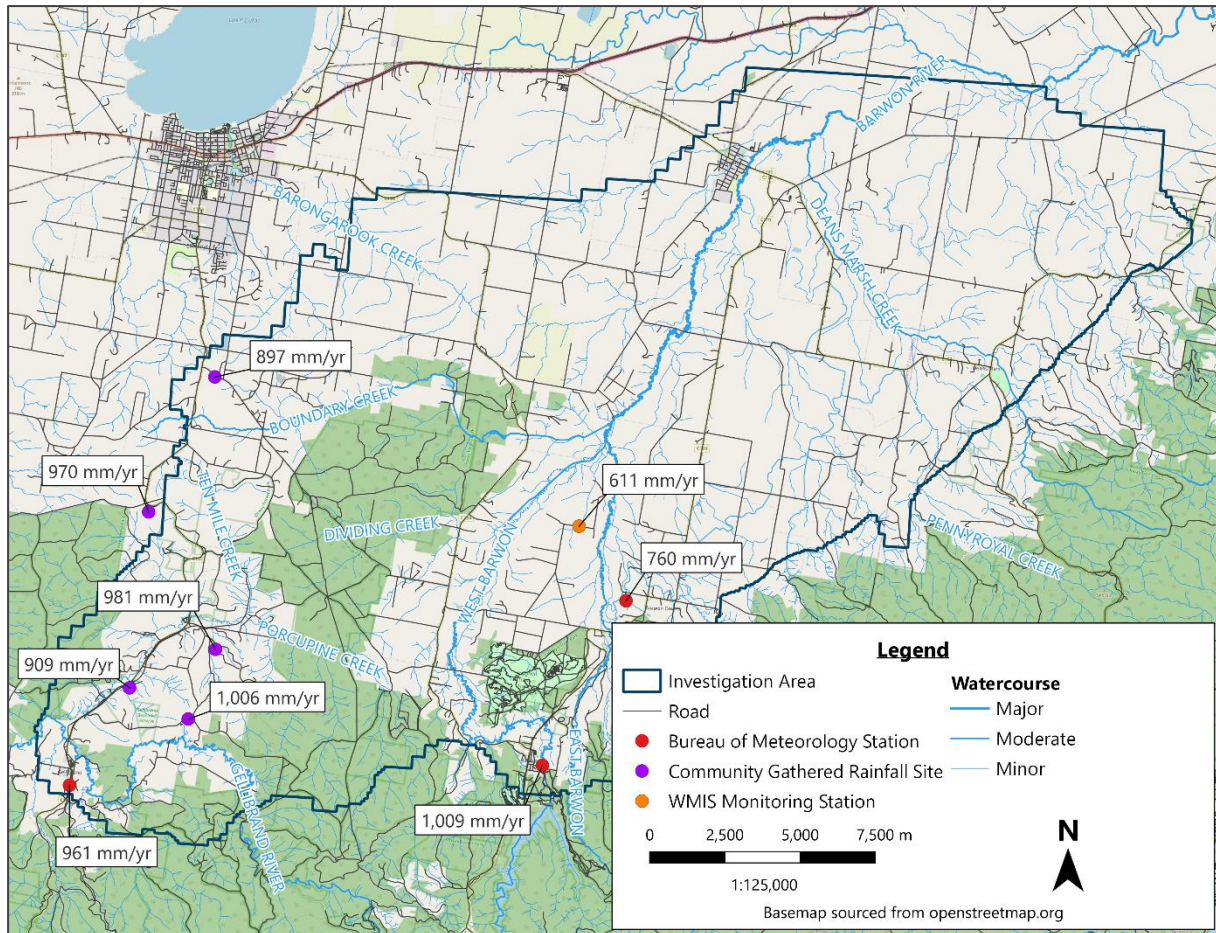 BARWON RIVER
BARONGAROOK CREEK
DEANS MARSH CREEK
897 mm/yr
BOUNDARY CREEK
970 mm/yr
TEN MILE CREEK
611 mm/yr
DIVIDING CREEK
WEST BARWON
PENNYROYAL CREEK
760 mm/yr
981 mm/yr
PORCUPINE CREEK
909 mm/yr
1,006 mm/yr
EAST BARWON
GELLIBRAND RIVER
1,009 mm/yr
961 mm/yr
Legend
Investigation Area
Road
Bureau of Meteorology Station
Community Gathered Rainfall Site
WMIS Monitoring Station
Watercourse
Major
Moderate
Minor
0 2,500 5,000 7,500 m
1:125,000
N
Basemap sourced from openstreetmap.org